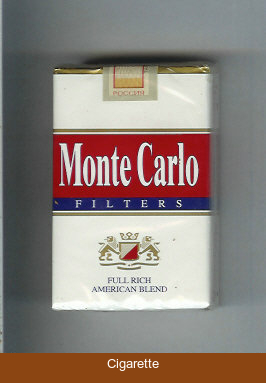 РОССИЯ
Monte Carlo
FILTERS
FULL RICH
AMERICAN BLEND
Cigarette